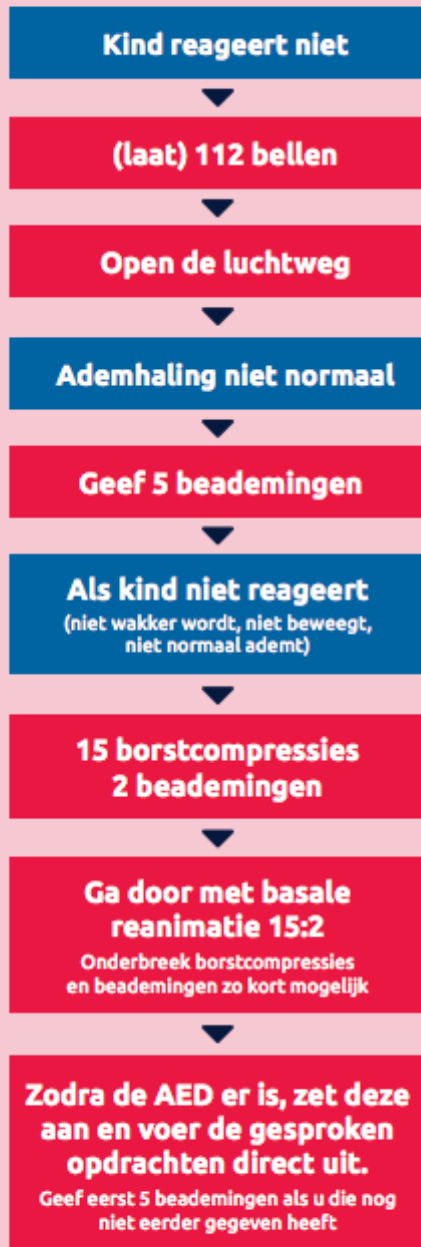 Kind reageert niet
(laat) 112 bellen
Open de luchtweg
Ademhaling niet normaal
Geef 5 beademingen
Als kind niet reageert
(niet wakker wordt, niet beweegt,
niet normaal ademt)
15 borstcompressies
2 beademingen
Ga door met basale
reanimatie 15:2
Onderbreek borstcompressies
en beademingen zo kort mogelijk
Zodra de AED er is, zet deze
aan en voer de gesproken
opdrachten direct uit.
Geef eerst 5 beademingen als u die nog
niet eerder gegeven heeft